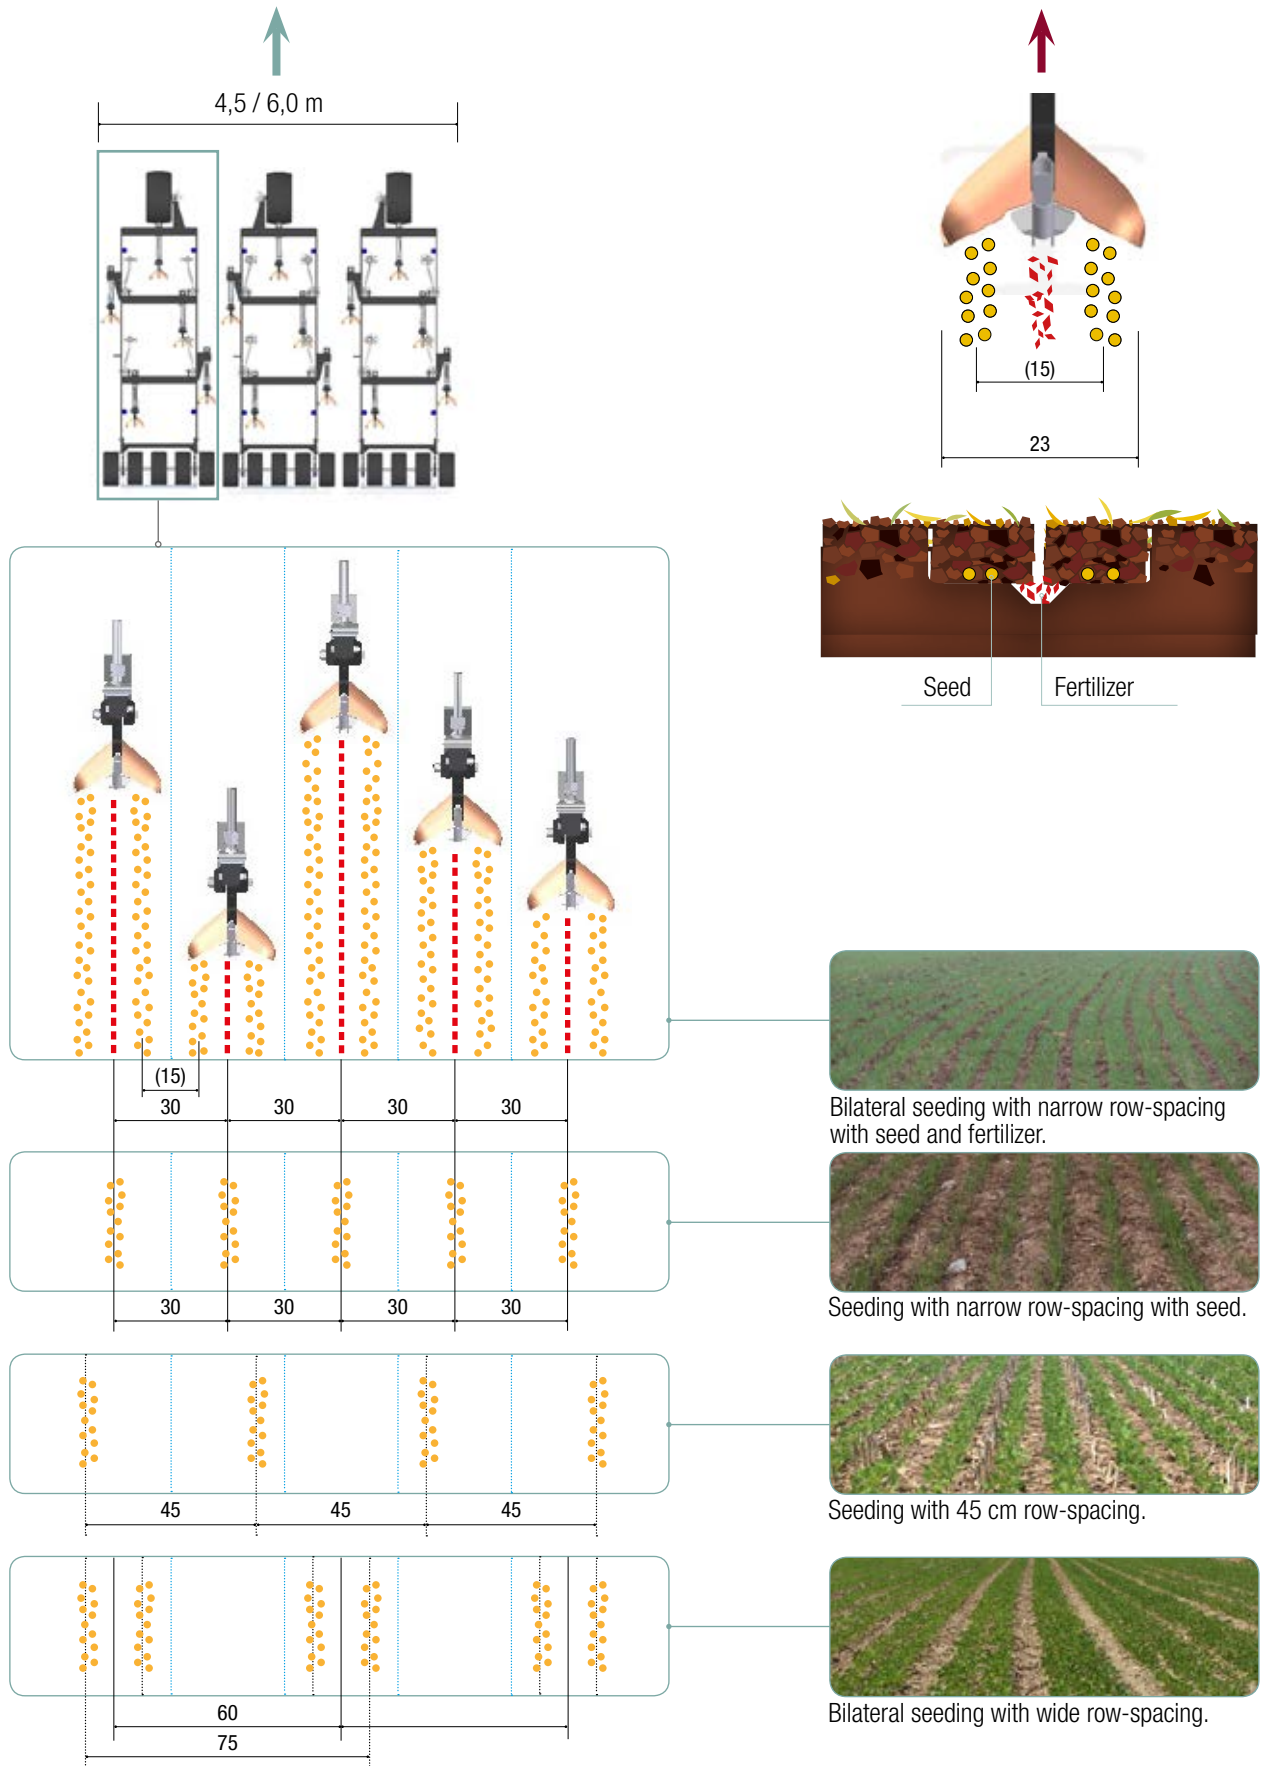 4,5 / 6,0 m
(15)
23
Seed
Fertilizer
(15)
30
30
30
30
Bilateral seeding with narrow row-spacing
with seed and fertilizer.
30
30
30
30
Seeding with narrow row-spacing with seed.
45
45
45
Seeding with 45 cm row-spacing.
60
75
Bilateral seeding with wide row-spacing.